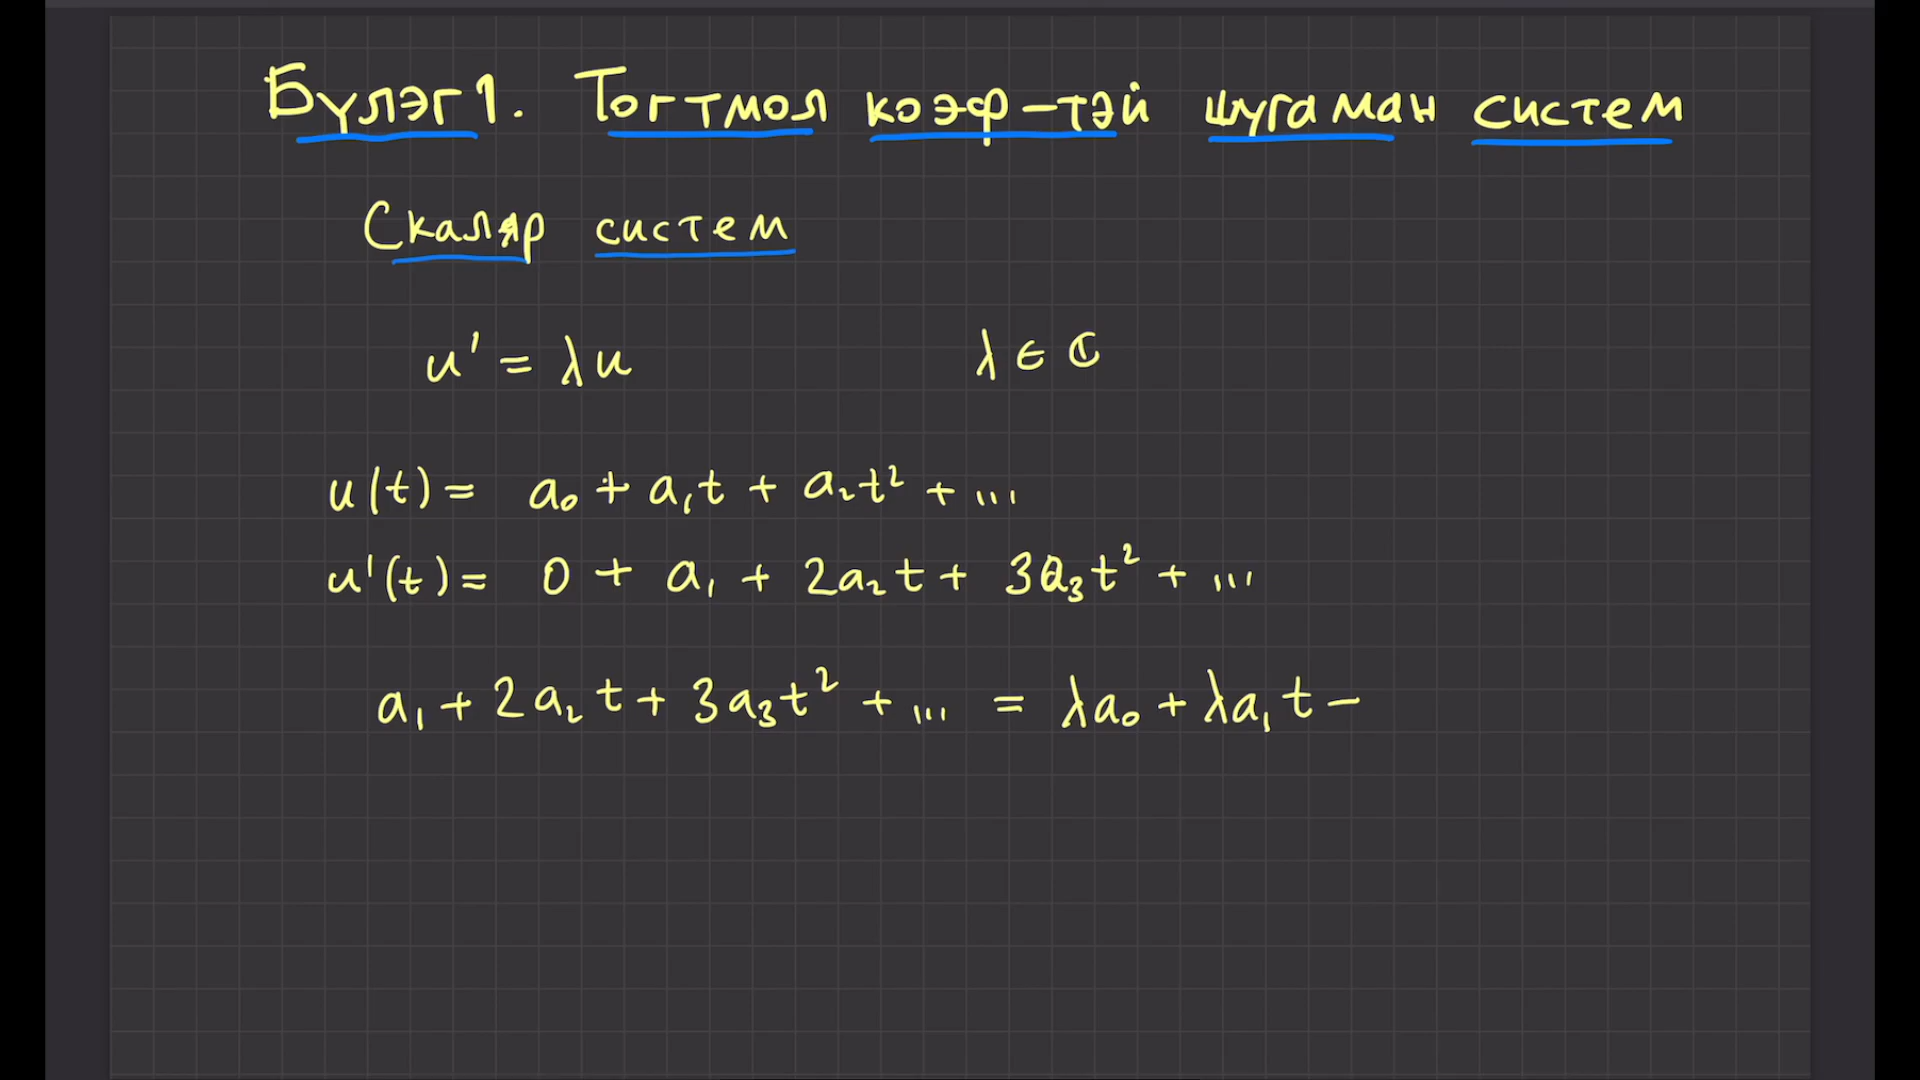 Бүлэг 1. Тогтмол коэф-тэй шугаман систем
Скаляр систем
u' = λu λ ∈ ℂ
u(t) = a₀ + a₁t + a₂t² + ...
u'(t) = 0 + a₁ + 2a₂t + 3a₃t² + ...
a₁ + 2a₂t + 3a₃t² + ... = λa₀ + λa₁t −